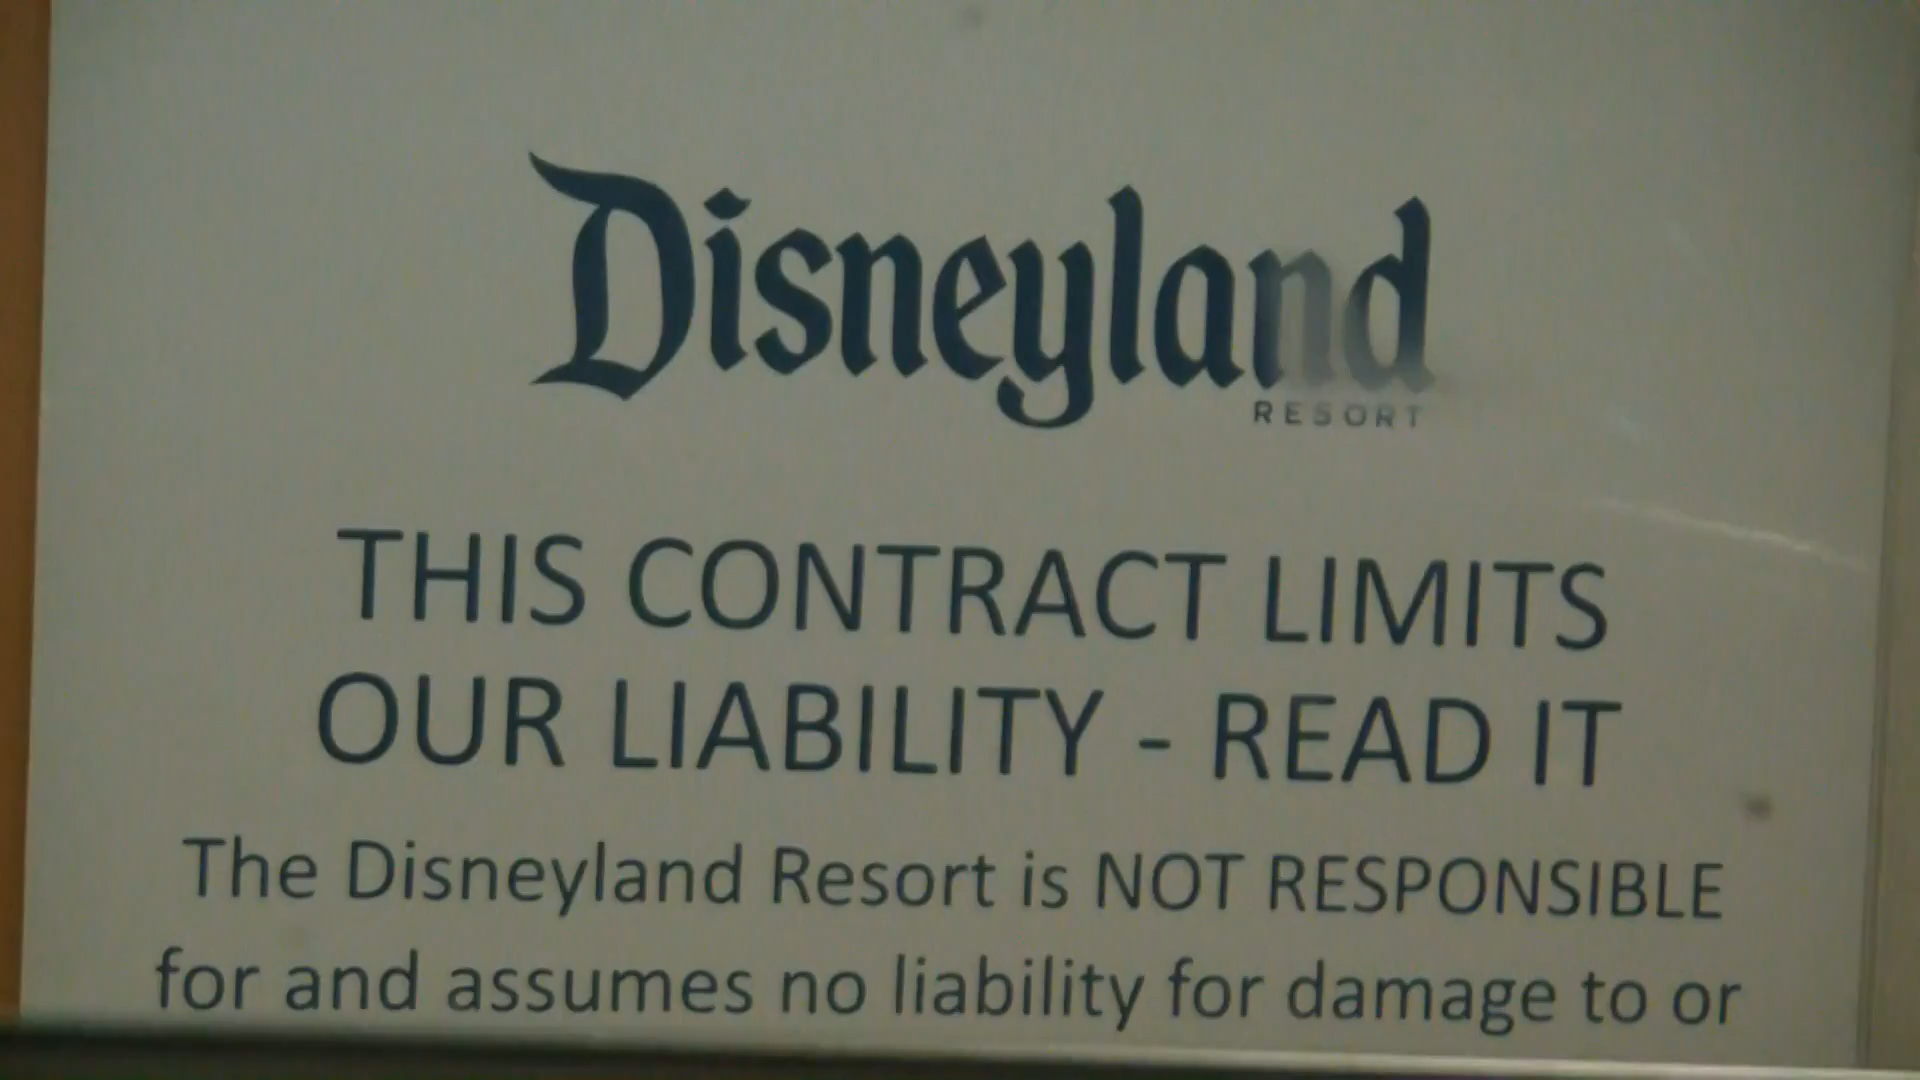 Disneyland
RESORT
THIS CONTRACT LIMITS
OUR LIABILITY - READ IT
The Disneyland Resort is NOT RESPONSIBLE
for and assumes no liability for damage to or